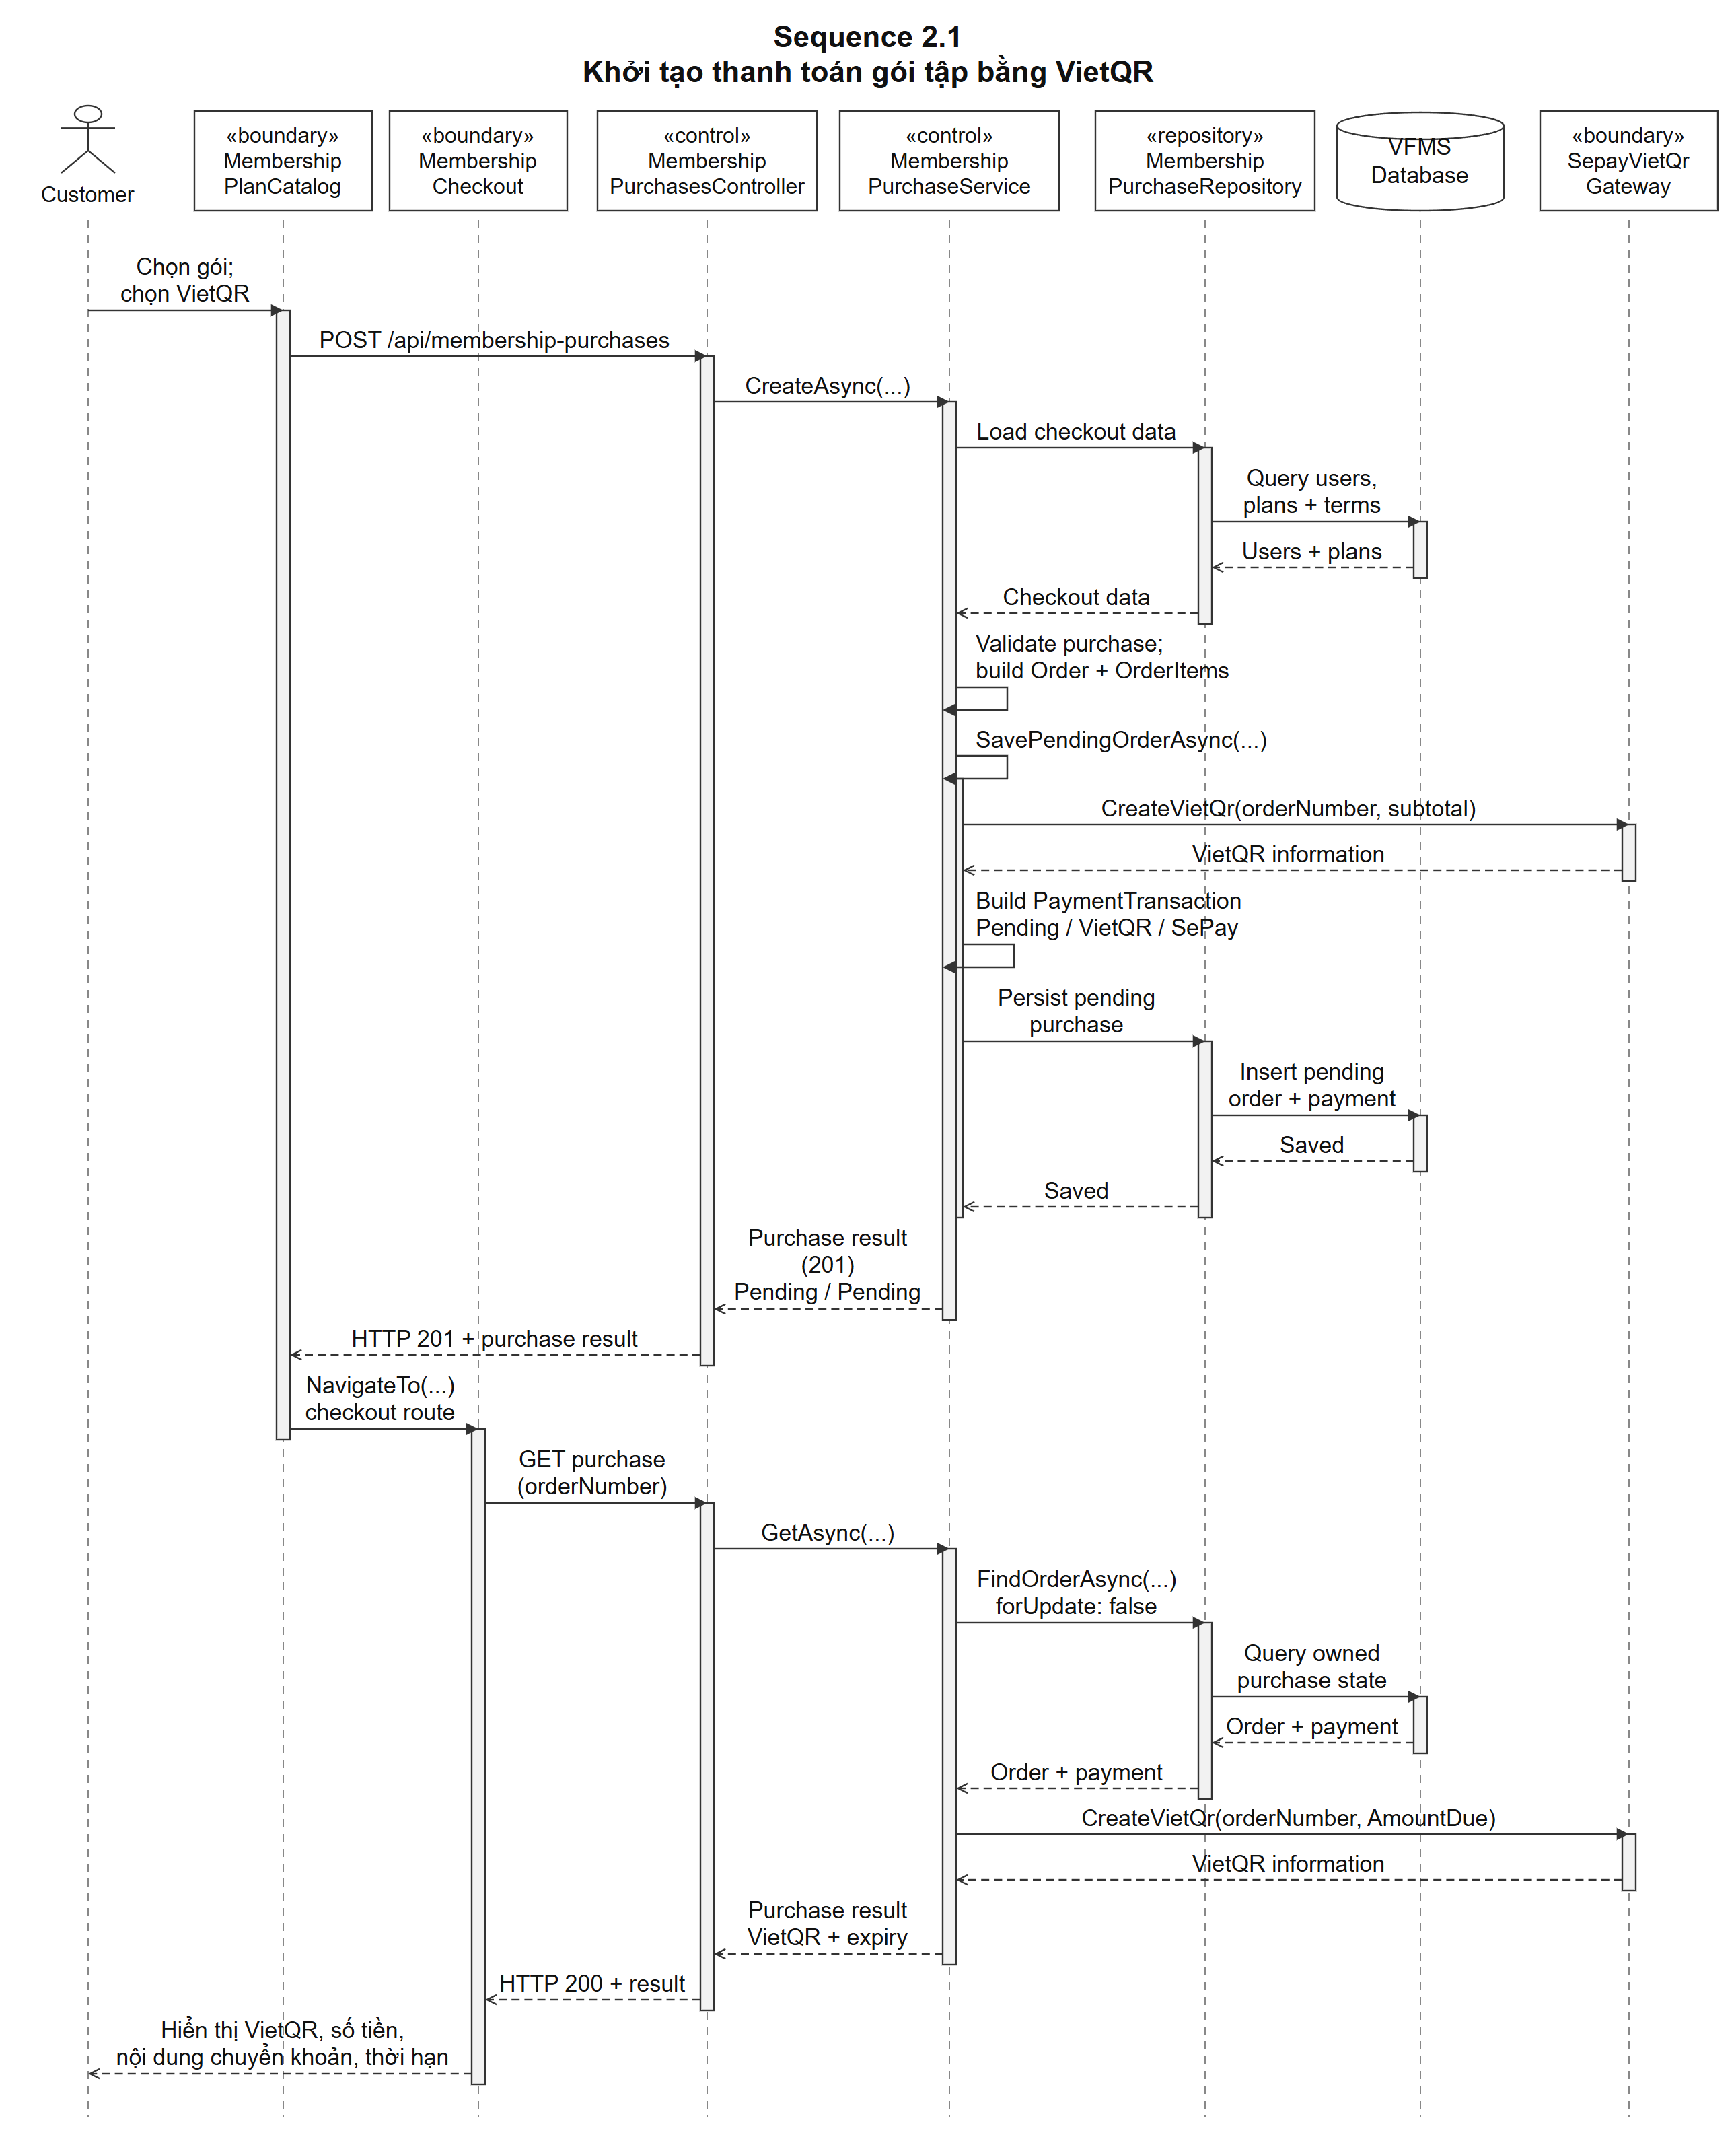 Sequence 2.1
Khởi tạo thanh toán gói tập bằng VietQR
Customer
«boundary»
Membership
PlanCatalog
«boundary»
Membership
Checkout
«control»
Membership
PurchasesController
«control»
Membership
PurchaseService
«repository»
Membership
PurchaseRepository
VFMS
Database
«boundary»
SepayVietQr
Gateway
Chọn gói;
chọn VietQR
POST /api/membership-purchases
CreateAsync(...)
Load checkout data
Query users,
plans + terms
Users + plans
Checkout data
Validate purchase;
build Order + OrderItems
SavePendingOrderAsync(...)
CreateVietQr(orderNumber, subtotal)
VietQR information
Build PaymentTransaction
Pending / VietQR / SePay
Persist pending
purchase
Insert pending
order + payment
Saved
Saved
Purchase result
(201)
Pending / Pending
HTTP 201 + purchase result
NavigateTo(...)
checkout route
GET purchase
(orderNumber)
GetAsync(...)
FindOrderAsync(...)
forUpdate: false
Query owned
purchase state
Order + payment
Order + payment
CreateVietQr(orderNumber, AmountDue)
VietQR information
Purchase result
VietQR + expiry
HTTP 200 + result
Hiển thị VietQR, số tiền,
nội dung chuyển khoản, thời hạn